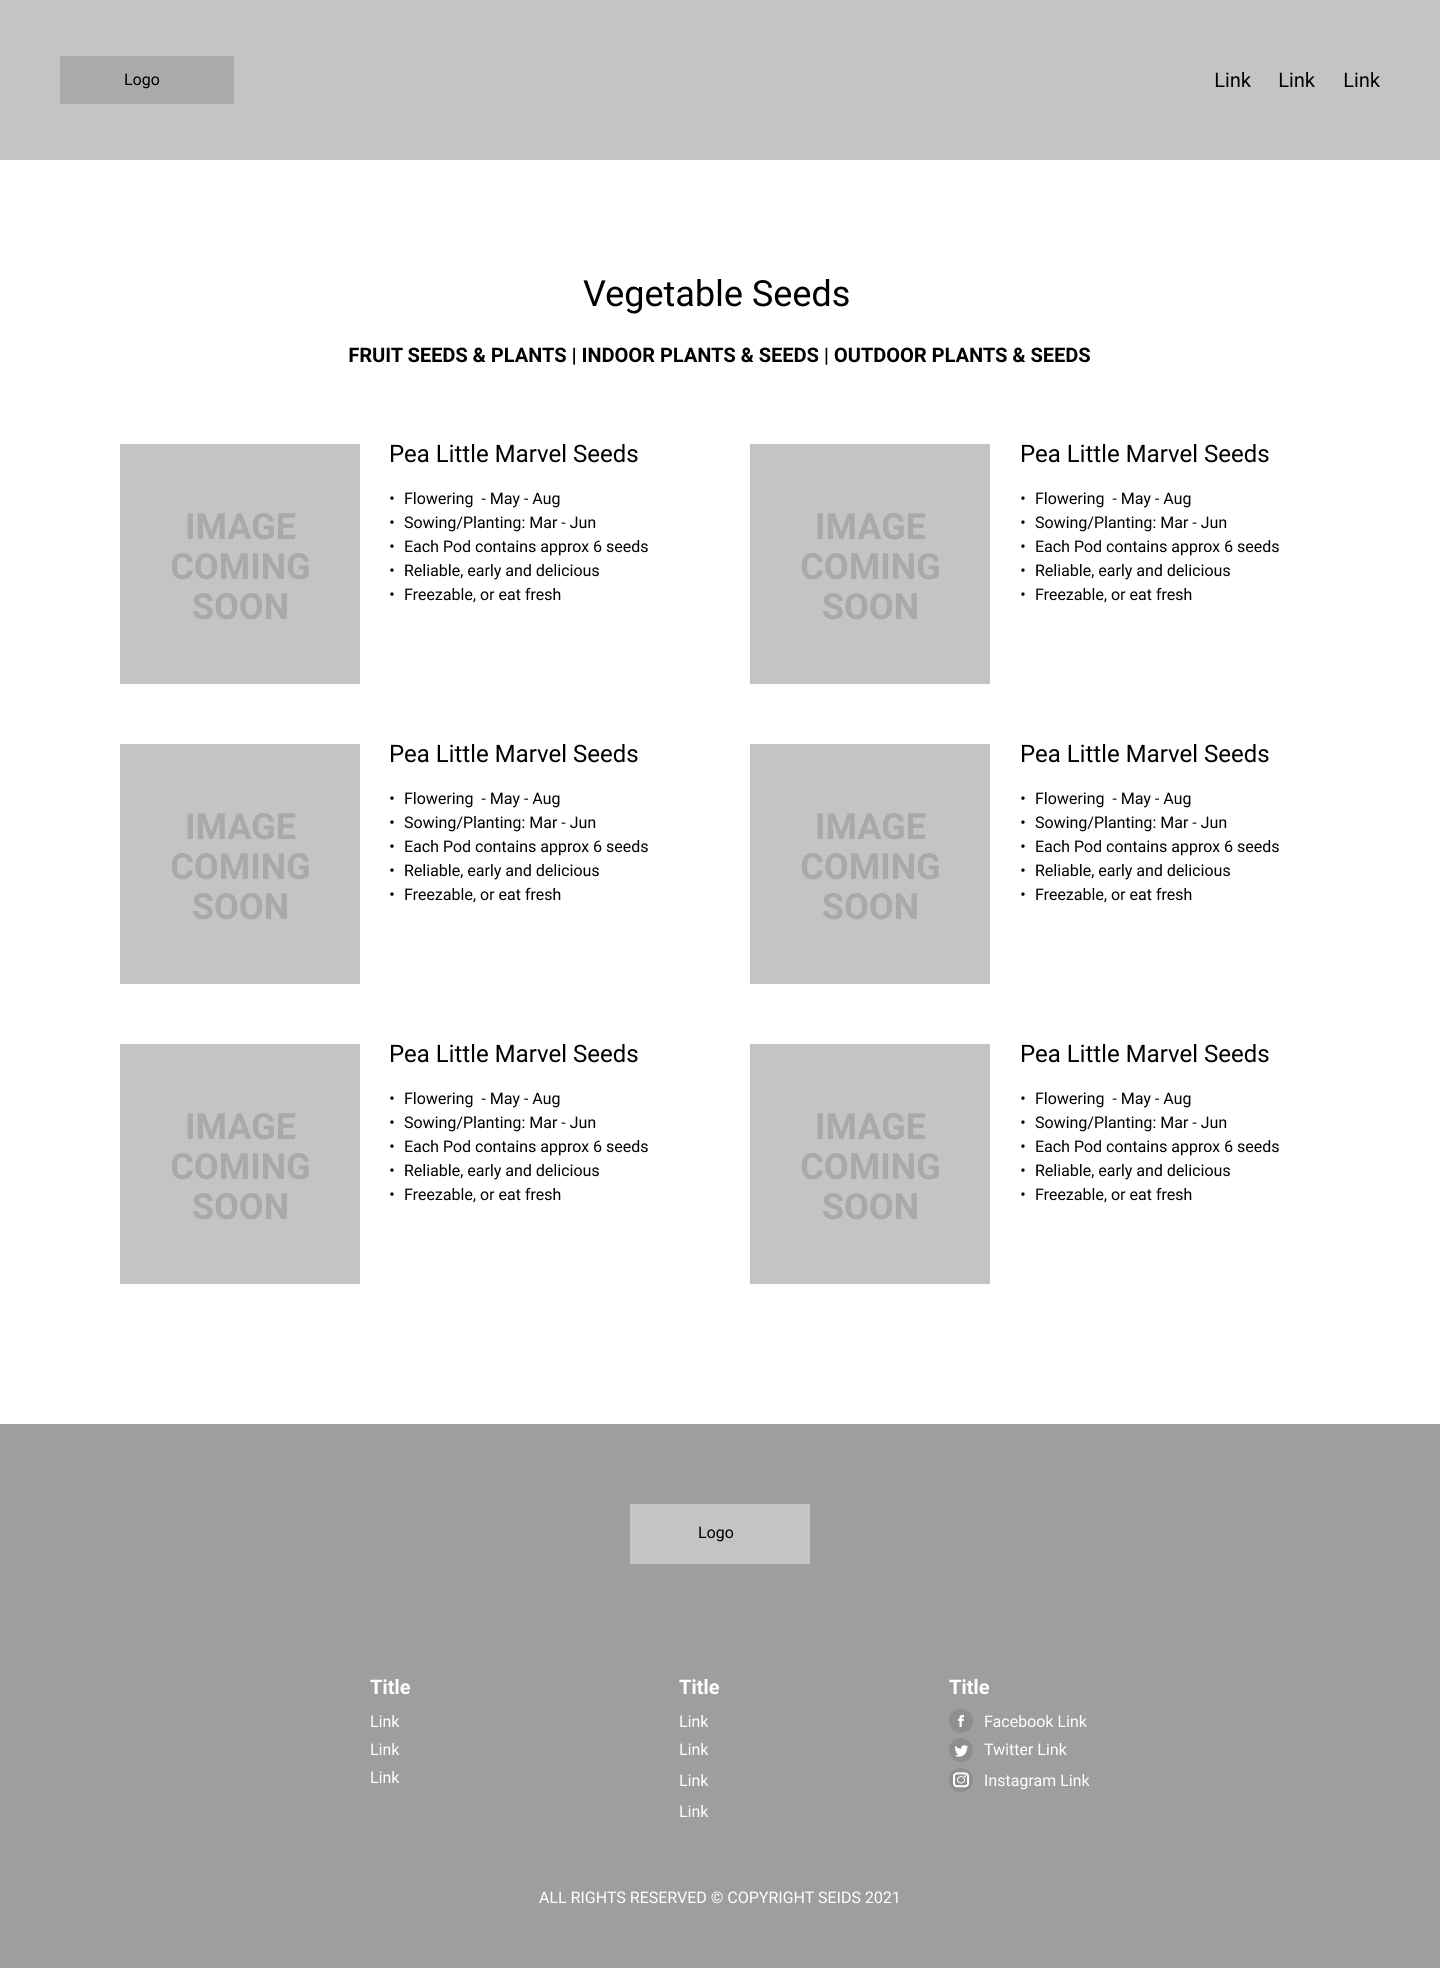 Logo
Link Link Link
Vegetable Seeds
FRUIT SEEDS & PLANTS | INDOOR PLANTS & SEEDS | OUTDOOR PLANTS & SEEDS
IMAGE
COMING
SOON
Pea Little Marvel Seeds
• Flowering  - May - Aug
• Sowing/Planting: Mar - Jun
• Each Pod contains approx 6 seeds
• Reliable, early and delicious
• Freezable, or eat fresh
IMAGE
COMING
SOON
Pea Little Marvel Seeds
• Flowering  - May - Aug
• Sowing/Planting: Mar - Jun
• Each Pod contains approx 6 seeds
• Reliable, early and delicious
• Freezable, or eat fresh
IMAGE
COMING
SOON
Pea Little Marvel Seeds
• Flowering  - May - Aug
• Sowing/Planting: Mar - Jun
• Each Pod contains approx 6 seeds
• Reliable, early and delicious
• Freezable, or eat fresh
IMAGE
COMING
SOON
Pea Little Marvel Seeds
• Flowering  - May - Aug
• Sowing/Planting: Mar - Jun
• Each Pod contains approx 6 seeds
• Reliable, early and delicious
• Freezable, or eat fresh
IMAGE
COMING
SOON
Pea Little Marvel Seeds
• Flowering  - May - Aug
• Sowing/Planting: Mar - Jun
• Each Pod contains approx 6 seeds
• Reliable, early and delicious
• Freezable, or eat fresh
IMAGE
COMING
SOON
Pea Little Marvel Seeds
• Flowering  - May - Aug
• Sowing/Planting: Mar - Jun
• Each Pod contains approx 6 seeds
• Reliable, early and delicious
• Freezable, or eat fresh
Logo
Title
Link
Link
Link
Title
Link
Link
Link
Link
Title
Facebook Link
Twitter Link
Instagram Link
ALL RIGHTS RESERVED © COPYRIGHT SEIDS 2021